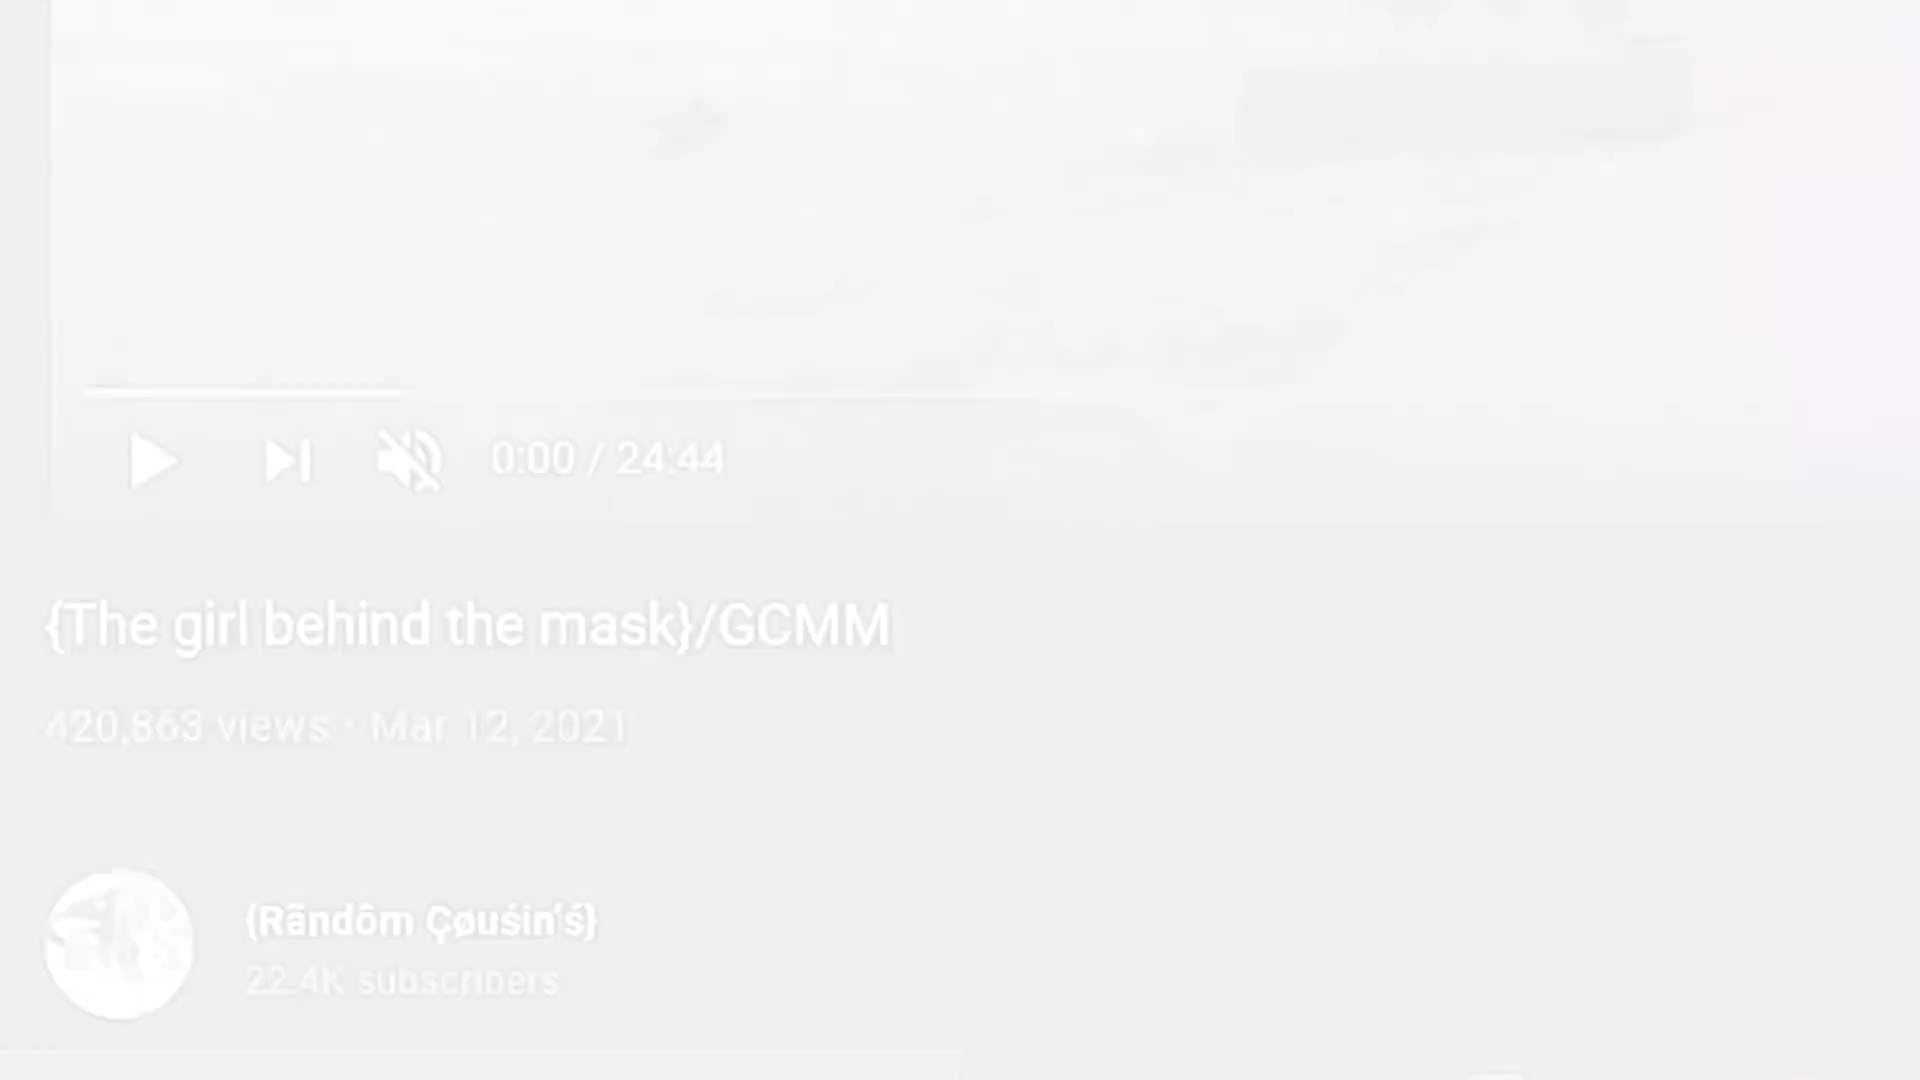 0:00 / 24:44
{The girl behind the mask}/GCMM
420,863 views • Mar 12, 2021
{Rãndôm Çøuśin'ś}
22.4K subscribers